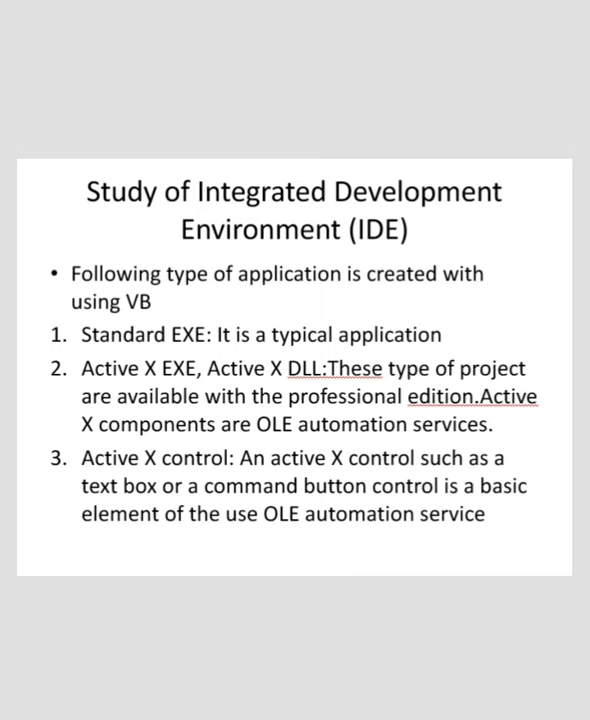 Study of Integrated Development
Environment (IDE)
• Following type of application is created with
using VB
1. Standard EXE: It is a typical application
2. Active X EXE, Active X DLL:These type of project
are available with the professional edition.Active
X components are OLE automation services.
3. Active X control: An active X control such as a
text box or a command button control is a basic
element of the use OLE automation service